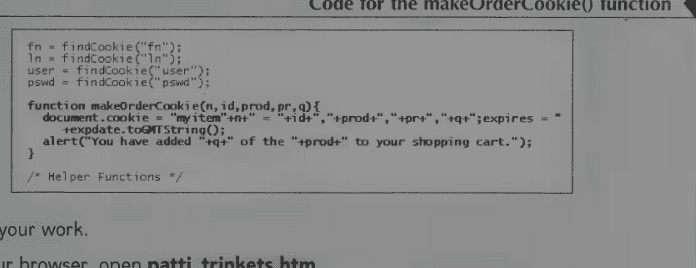 Code for the makeOrderCookie() function
fn = findCookie("fn");
ln = findCookie("ln");
user = findCookie("user");
pswd = findCookie("pswd");
function makeOrderCookie(n,id,prod,pr,q){
document.cookie = "myitem"+n+" = "+id+","+prod+","+pr+","+q+";expires = "
+expdate.toGMTString();
alert("You have added "+q+" of the "+prod+" to your shopping cart.");
}
/* Helper Functions */
your work.
ur browser, open patti_trinkets.htm